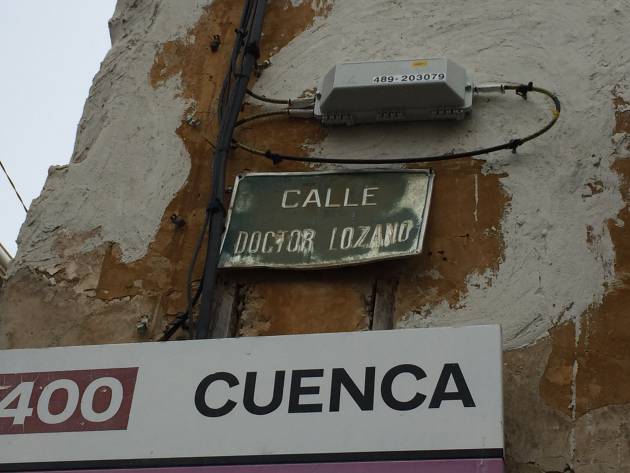 489-203079
CALLE
DOCTOR LOZANO
400 CUENCA